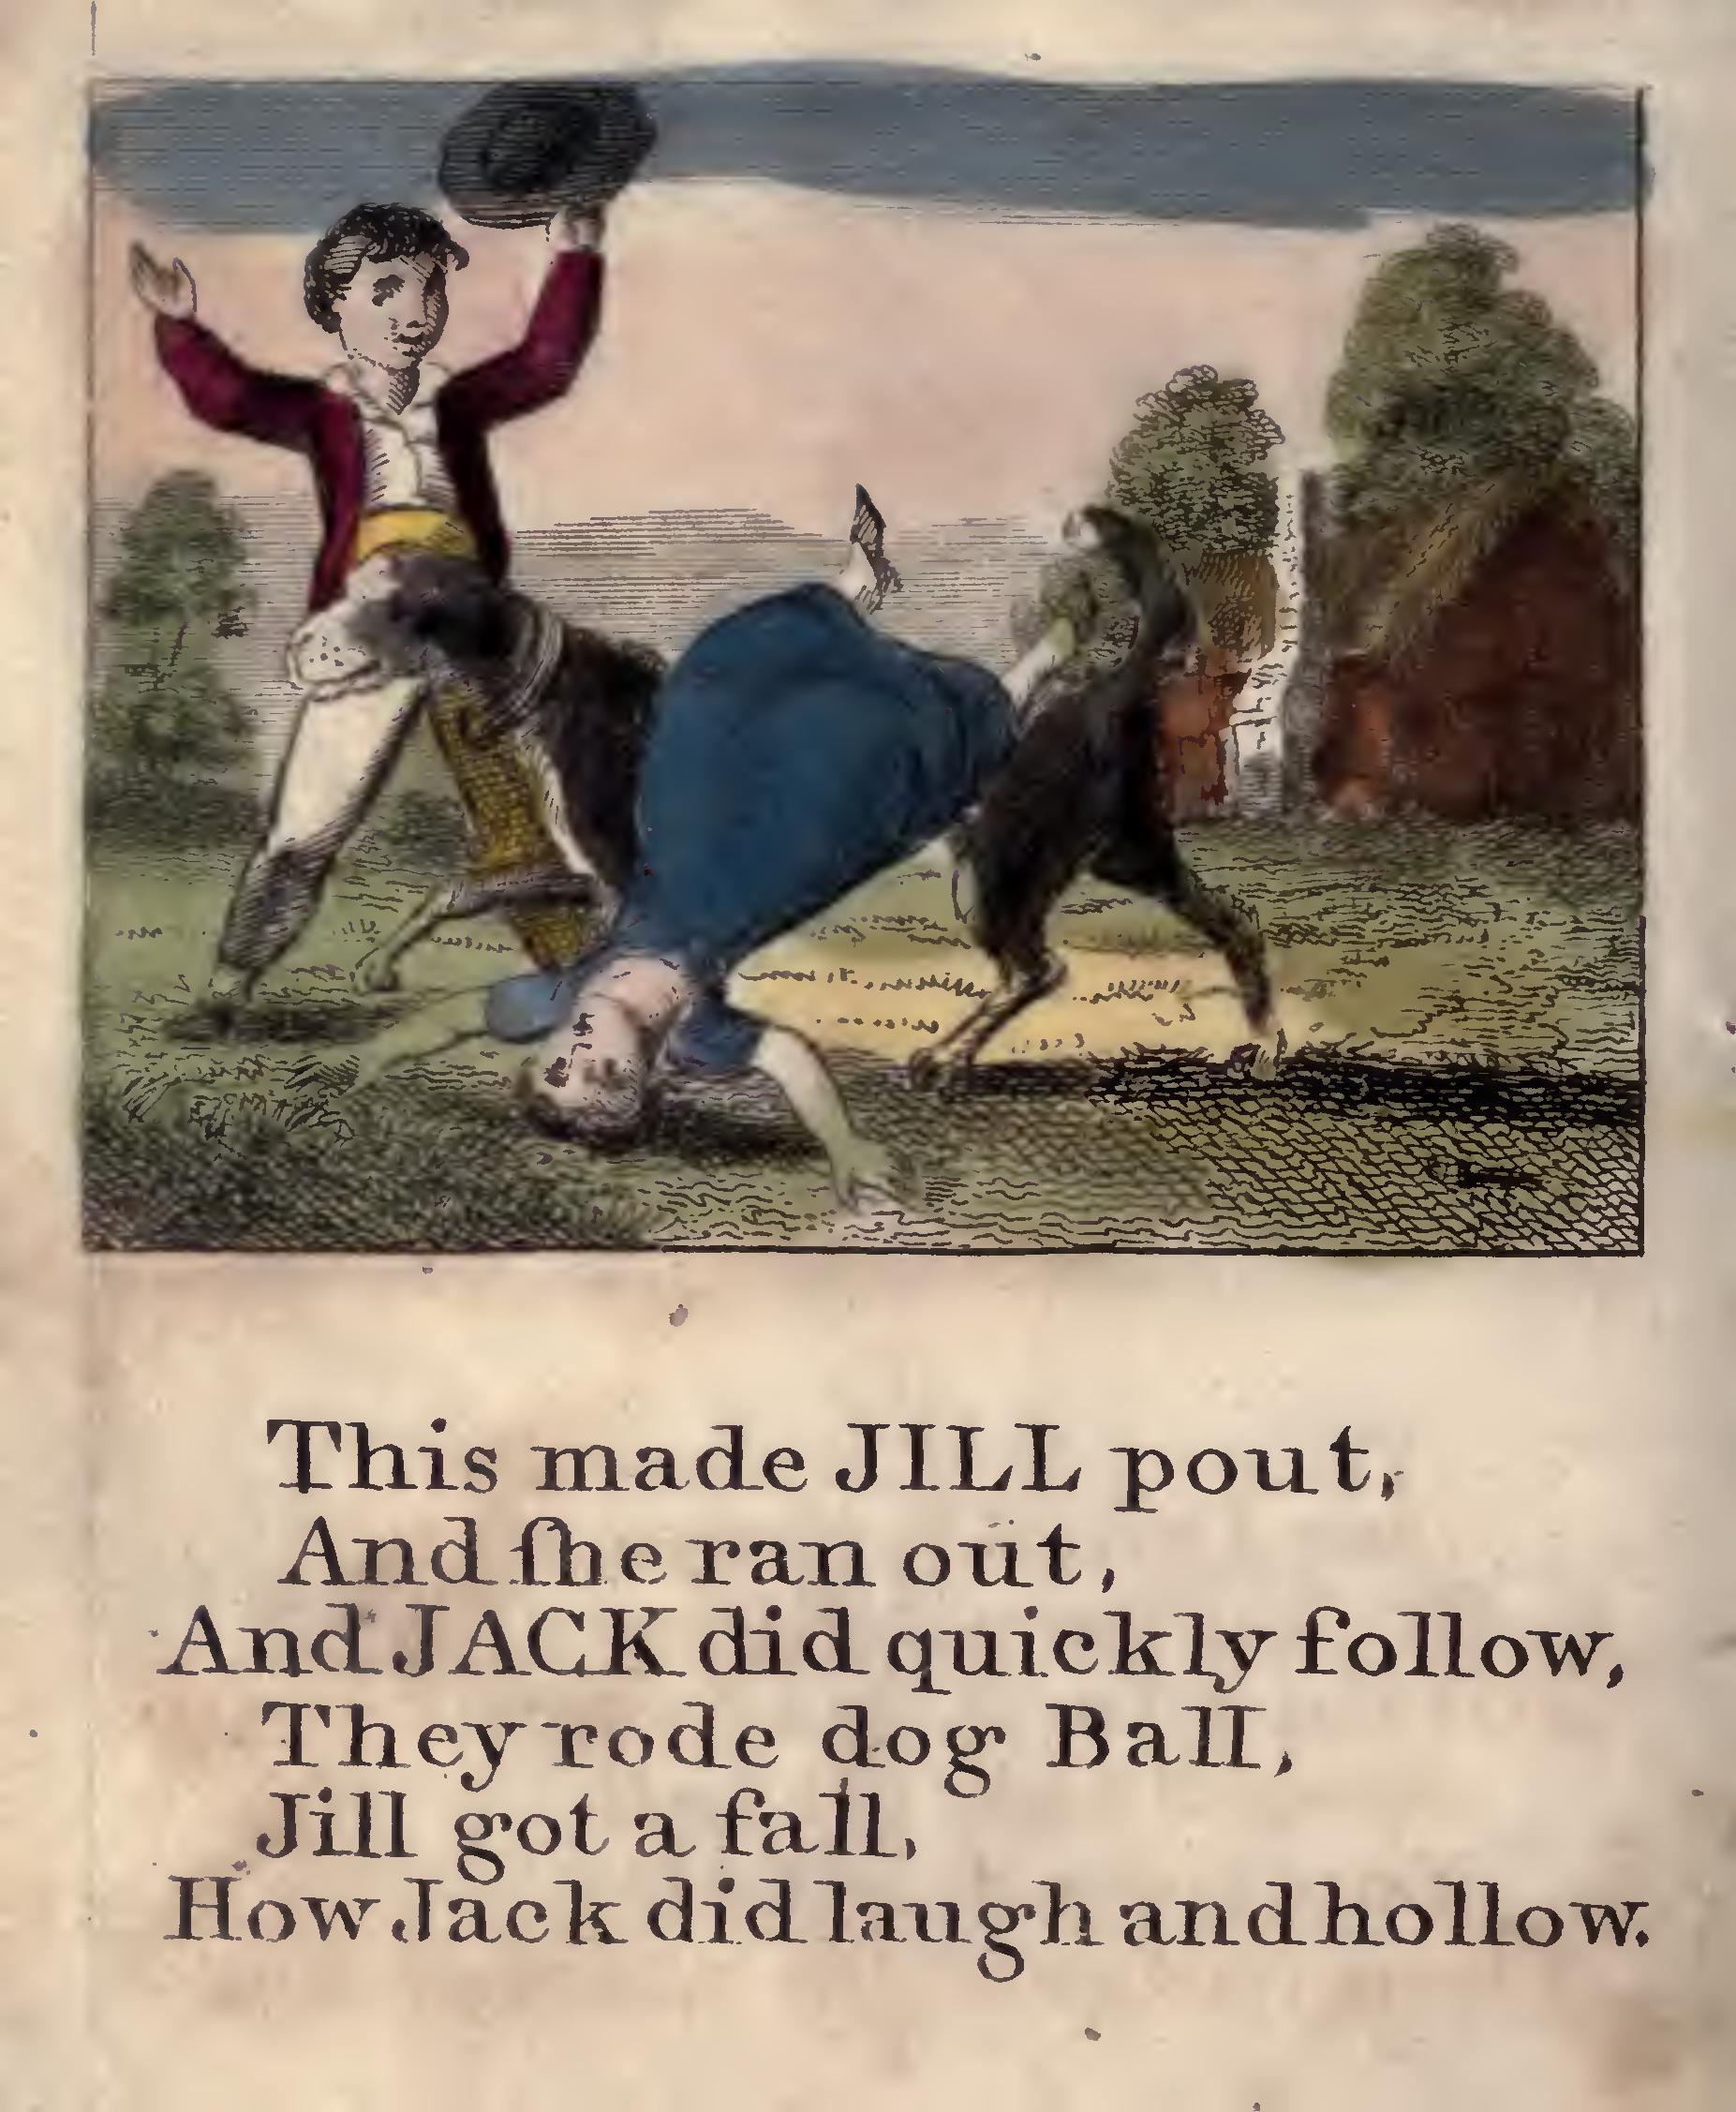 This made JILL pout,
And ſhe ran out,
And JACK did quickly follow,
They rode dog Ball,
Jill got a fall,
How Jack did laugh and hollow.